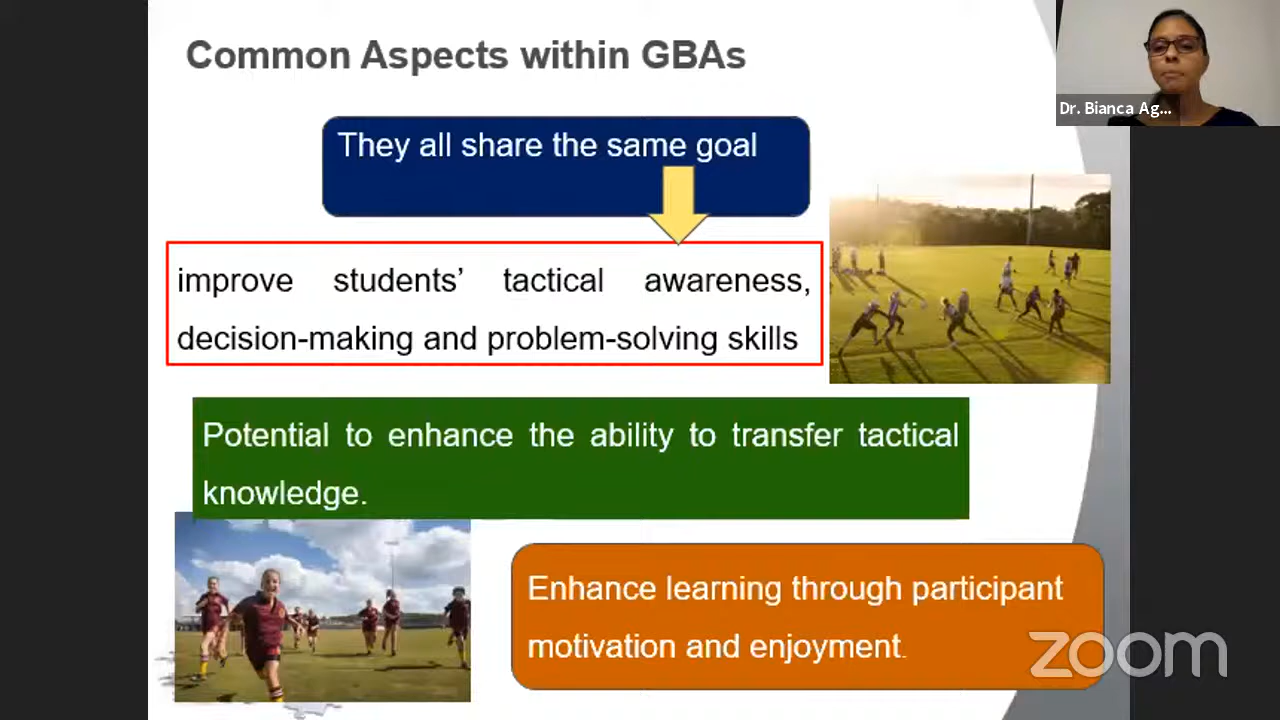 Common Aspects within GBAs
Dr. Bianca Ag...
They all share the same goal
improve students’ tactical awareness,
decision-making and problem-solving skills
Potential to enhance the ability to transfer tactical
knowledge.
Enhance learning through participant
motivation and enjoyment.
zoom